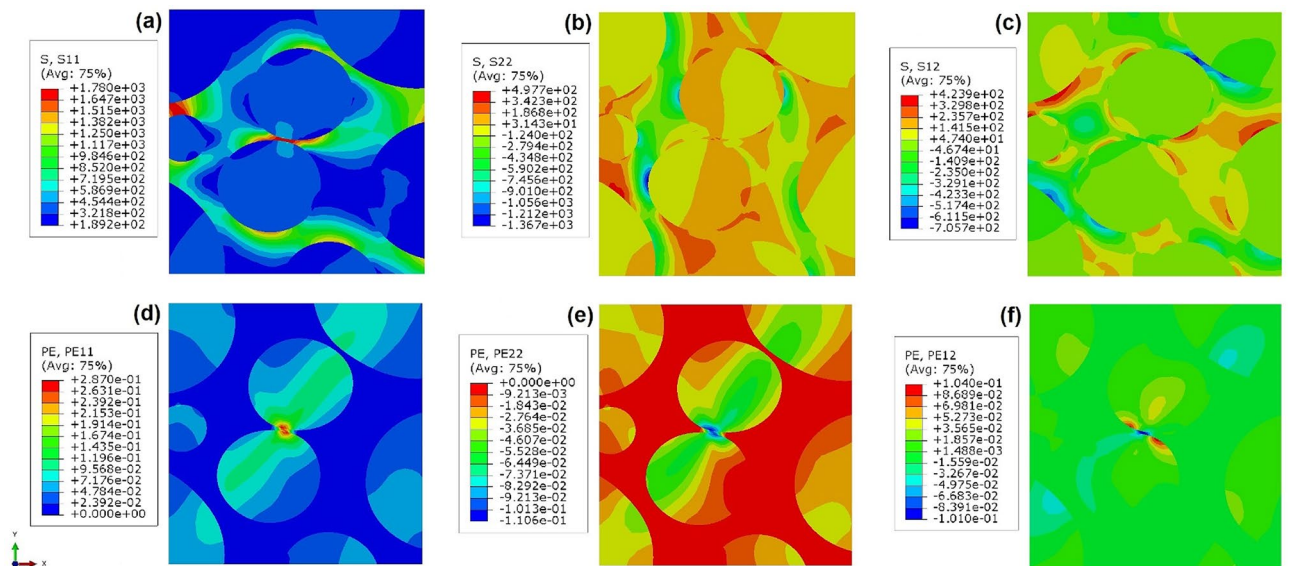 (a)
S, S11
(Avg: 75%)
+1.780e+03
+1.647e+03
+1.515e+03
+1.382e+03
+1.250e+03
+1.117e+03
+9.846e+02
+8.520e+02
+7.195e+02
+5.869e+02
+4.544e+02
+3.218e+02
+1.892e+02
(b)
S, S22
(Avg: 75%)
+4.977e+02
+3.423e+02
+1.868e+02
+3.143e+01
-1.240e+02
-2.794e+02
-4.348e+02
-5.902e+02
-7.456e+02
-9.010e+02
-1.056e+03
-1.212e+03
-1.367e+03
(c)
S, S12
(Avg: 75%)
+4.239e+02
+3.298e+02
+2.357e+02
+1.415e+02
+4.740e+01
-4.674e+01
-1.409e+02
-2.350e+02
-3.291e+02
-4.233e+02
-5.174e+02
-6.115e+02
-7.057e+02
(d)
PE, PE11
(Avg: 75%)
+2.870e-01
+2.631e-01
+2.392e-01
+2.153e-01
+1.914e-01
+1.674e-01
+1.435e-01
+1.196e-01
+9.568e-02
+7.176e-02
+4.784e-02
+2.392e-02
+0.000e+00
(e)
PE, PE22
(Avg: 75%)
+0.000e+00
-9.213e-03
-1.843e-02
-2.764e-02
-3.685e-02
-4.607e-02
-5.528e-02
-6.449e-02
-7.371e-02
-8.292e-02
-9.213e-02
-1.013e-01
-1.106e-01
(f)
PE, PE12
(Avg: 75%)
+1.040e-01
+8.689e-02
+6.981e-02
+5.273e-02
+3.565e-02
+1.857e-02
+1.488e-03
-1.559e-02
-3.267e-02
-4.975e-02
-6.683e-02
-8.391e-02
-1.010e-01
Y
X